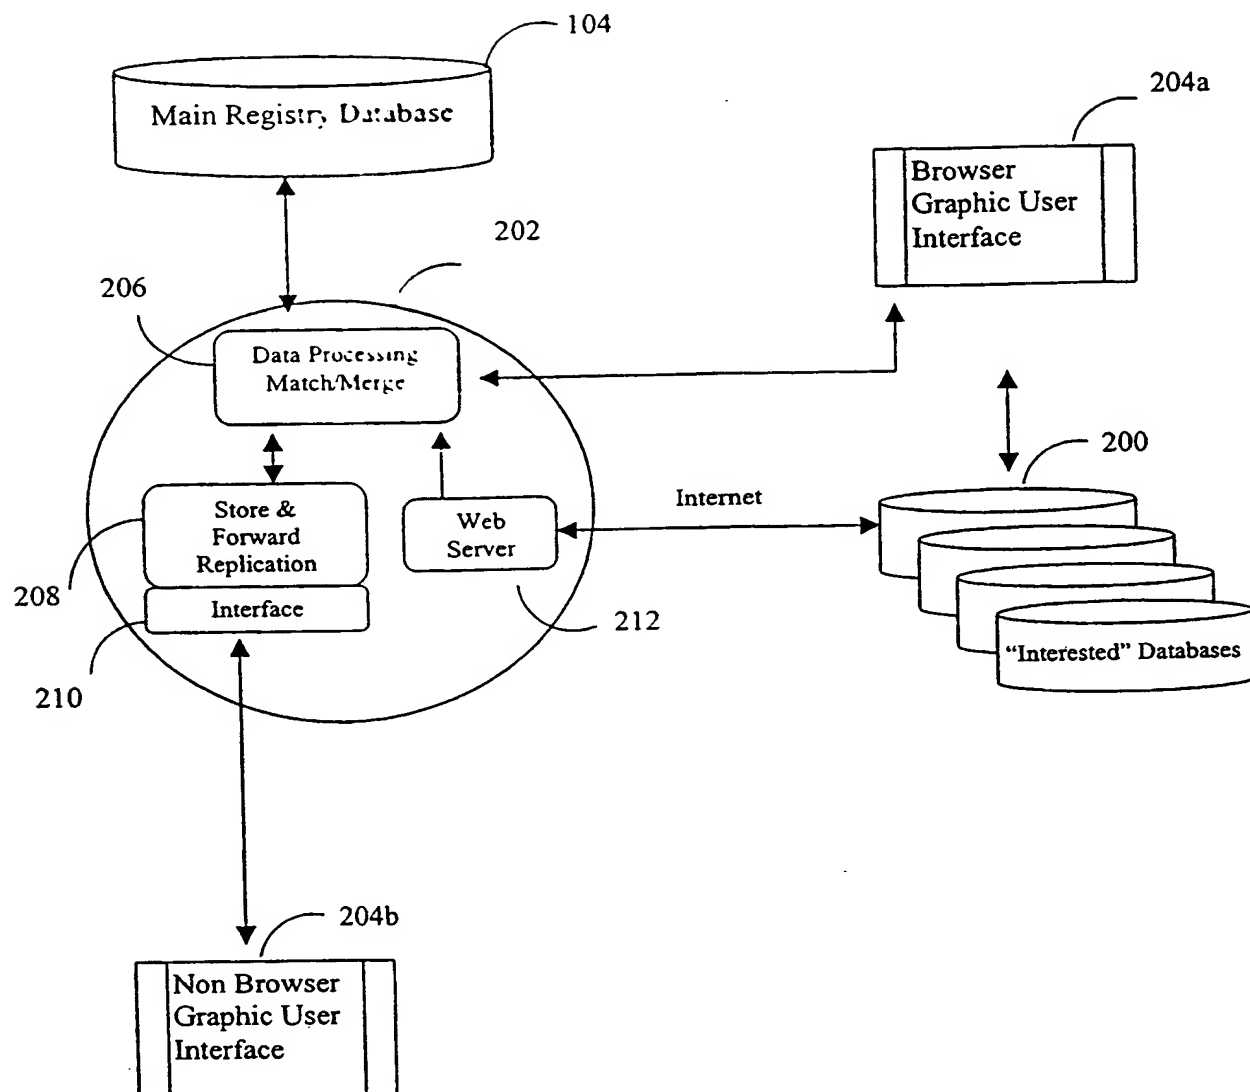 104
Main Registry Database
204a
Browser
Graphic User
Interface
202
206
Data Processing
Match/Merge
200
Internet
Store &
Forward
Replication
Web
Server
208
Interface
212
"Interested" Databases
210
204b
Non Browser
Graphic User
Interface